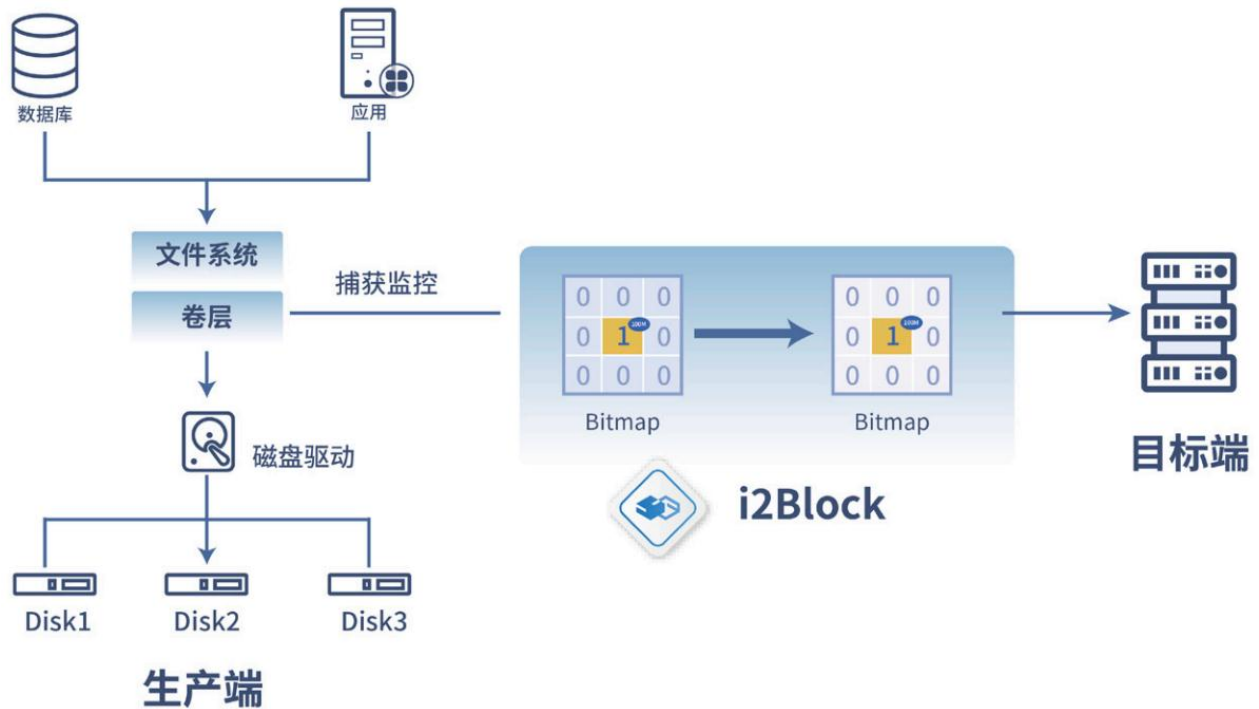 数据库
应用
文件系统
卷层
捕获监控
磁盘驱动
Disk1
Disk2
Disk3
生产端
0 0 0
0 1 0
0 0 0
Bitmap
0 0 0
0 1 0
0 0 0
Bitmap
i2Block
目标端